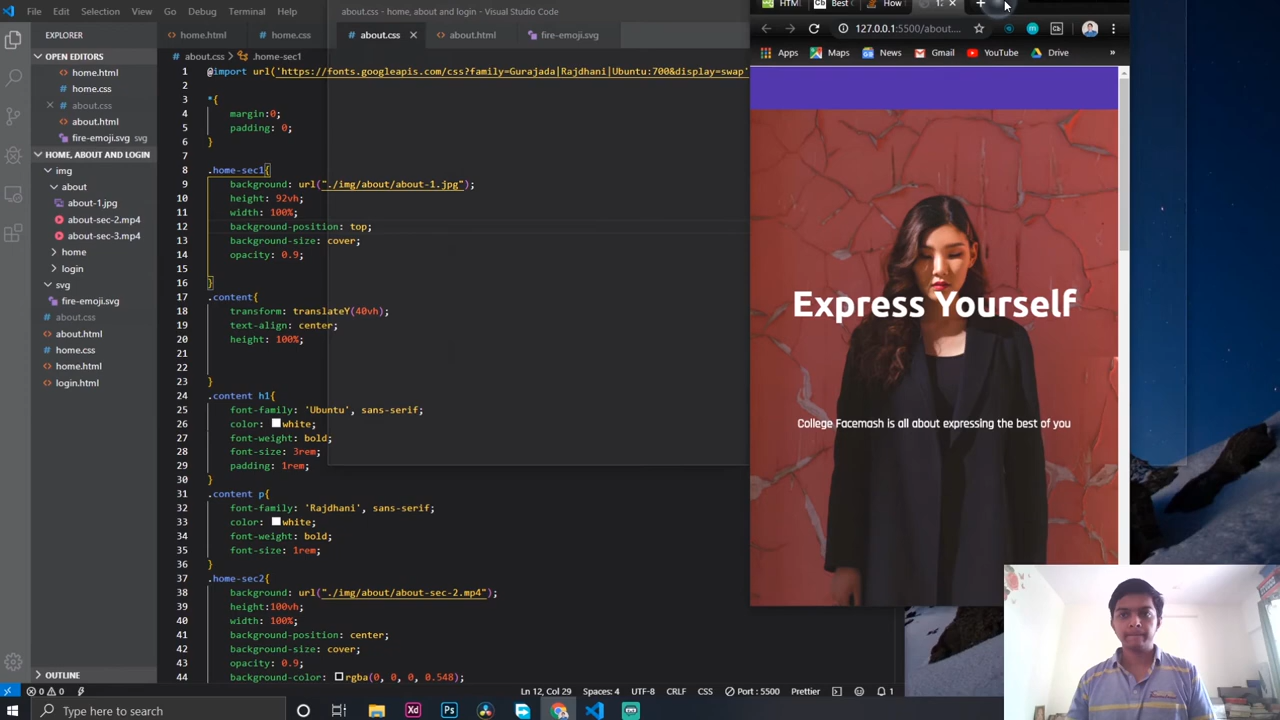 File Edit Selection View Go Debug Terminal Help
about.css - home, about and login - Visual Studio Code
EXPLORER
OPEN EDITORS
home.html
home.css
about.css
about.html
fire-emoji.svg svg
HOME, ABOUT AND LOGIN
img
about
about-1.jpg
about-sec-2.mp4
about-sec-3.mp4
home
login
svg
fire-emoji.svg
about.css
about.html
home.css
home.html
login.html
OUTLINE
home.html home.css about.css about.html fire-emoji.svg
about.css > .home-sec1
1 @import url('https://fonts.googleapis.com/css?family=Gurajada|Rajdhani|Ubuntu:700&display=swap'
2
3 *{
4 margin:0;
5 padding: 0;
6 }
7
8 .home-sec1{
9 background: url("./img/about/about-1.jpg");
10 height: 92vh;
11 width: 100%;
12 background-position: top;
13 background-size: cover;
14 opacity: 0.9;
15
16 }
17 .content{
18 transform: translateY(40vh);
19 text-align: center;
20 height: 100%;
21
22
23 }
24 .content h1{
25 font-family: 'Ubuntu', sans-serif;
26 color: white;
27 font-weight: bold;
28 font-size: 3rem;
29 padding: 1rem;
30 }
31 .content p{
32 font-family: 'Rajdhani', sans-serif;
33 color: white;
34 font-weight: bold;
35 font-size: 1rem;
36 }
37 .home-sec2{
38 background: url("./img/about/about-sec-2.mp4");
39 height:100vh;
40 width: 100%;
41 background-position: center;
42 background-size: cover;
43 opacity: 0.9;
44 background-color: rgba(0, 0, 0, 0.548);
HTM Best How
127.0.0.1:5500/about.
Apps Maps News Gmail YouTube Drive
Express Yourself
College Facemash is all about expressing the best of you
0 0 Ln 12, Col 29 Spaces: 4 UTF-8 CRLF CSS Port : 5500 Prettier 1
Type here to search